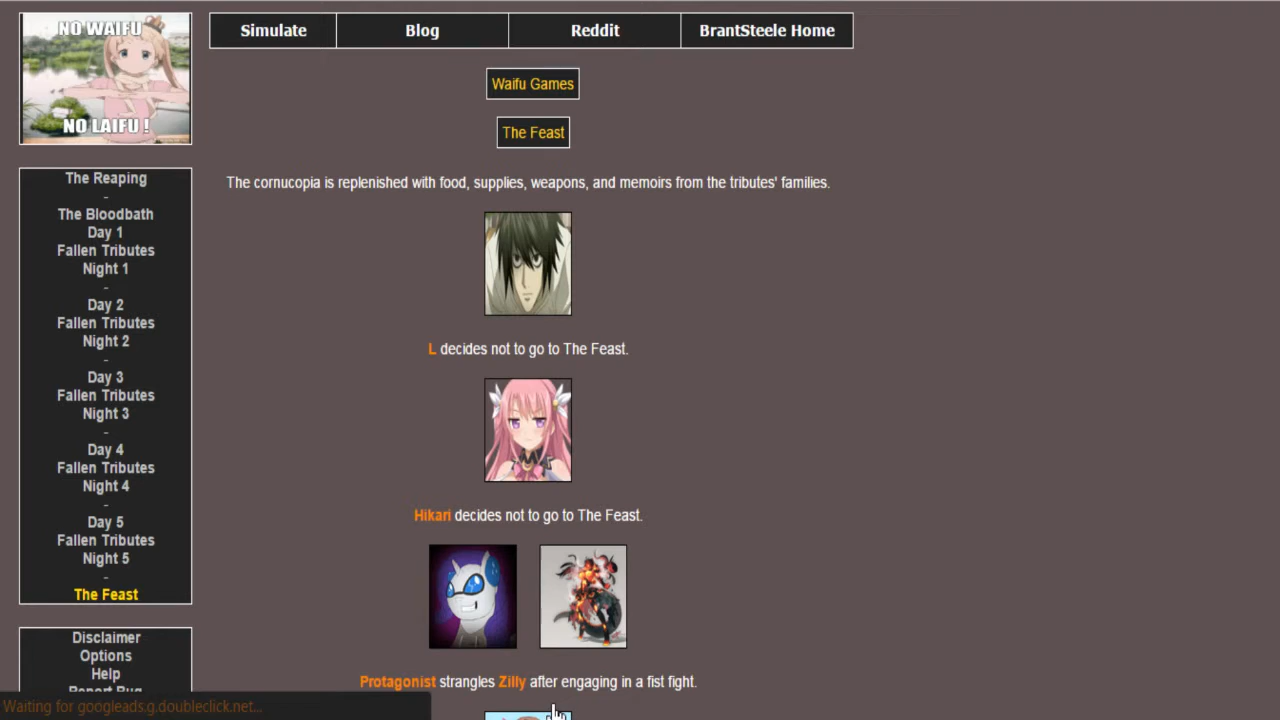 NO WAIFU
NO LAIFU !
Simulate
Blog
Reddit
BrantSteele Home
Waifu Games
The Feast
The cornucopia is replenished with food, supplies, weapons, and memoirs from the tributes' families.
L decides not to go to The Feast.
Hikari decides not to go to The Feast.
Protagonist strangles Zilly after engaging in a fist fight.
The Reaping
-
The Bloodbath
Day 1
Fallen Tributes
Night 1
-
Day 2
Fallen Tributes
Night 2
-
Day 3
Fallen Tributes
Night 3
-
Day 4
Fallen Tributes
Night 4
-
Day 5
Fallen Tributes
Night 5
-
The Feast
Disclaimer
Options
Help
Report Bug
Waiting for googleads.g.doubleclick.net...